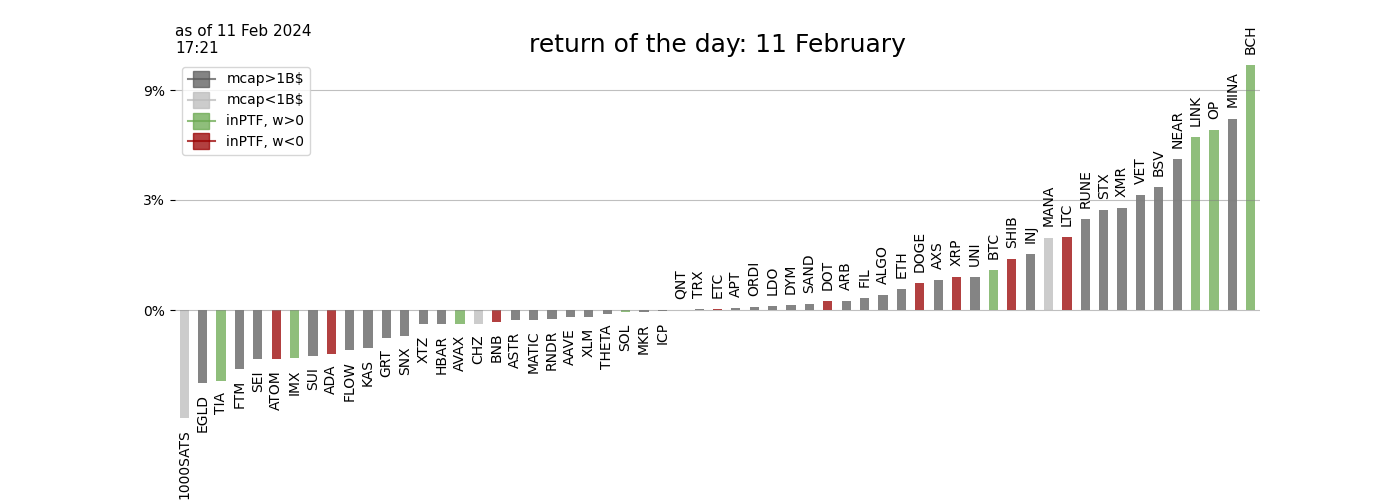 as of 11 Feb 2024
17:21
return of the day: 11 February
mcap>1B$
mcap<1B$
inPTF, w>0
inPTF, w<0
9%
3%
0%
1000SATS
EGLD
TIA
FTM
SEI
ATOM
IMX
SUI
ADA
FLOW
KAS
GRT
SNX
XTZ
HBAR
AVAX
CHZ
BNB
ASTR
MATIC
RNDR
AAVE
XLM
THETA
SOL
MKR
ICP
QNT
TRX
ETC
APT
ORDI
LDO
DYM
SAND
DOT
ARB
FIL
ALGO
ETH
DOGE
AXS
XRP
UNI
BTC
SHIB
INJ
MANA
LTC
RUNE
STX
XMR
VET
BSV
NEAR
LINK
OP
MINA
BCH